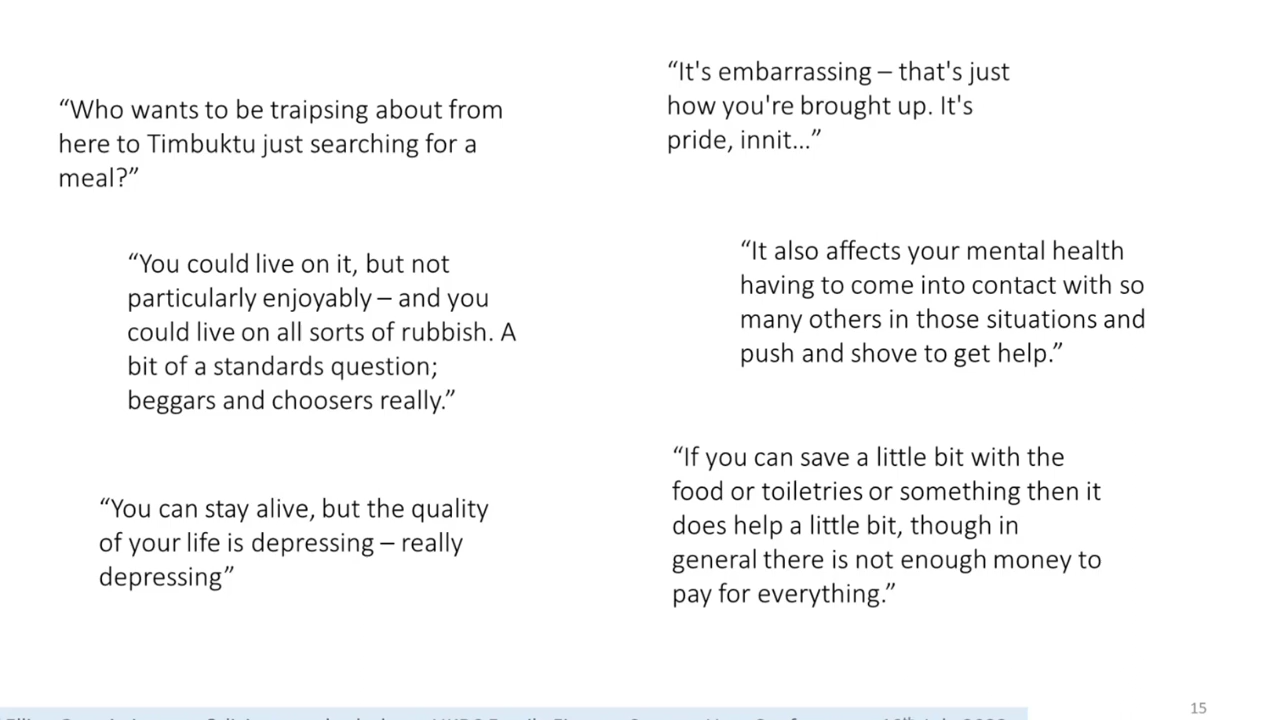 “Who wants to be traipsing about from
here to Timbuktu just searching for a
meal?”
“You could live on it, but not
particularly enjoyably – and you
could live on all sorts of rubbish. A
bit of a standards question;
beggars and choosers really.”
“You can stay alive, but the quality
of your life is depressing – really
depressing”
“It's embarrassing – that's just
how you're brought up. It's
pride, innit...”
“It also affects your mental health
having to come into contact with so
many others in those situations and
push and shove to get help.”
“If you can save a little bit with the
food or toiletries or something then it
does help a little bit, though in
general there is not enough money to
pay for everything.”
15